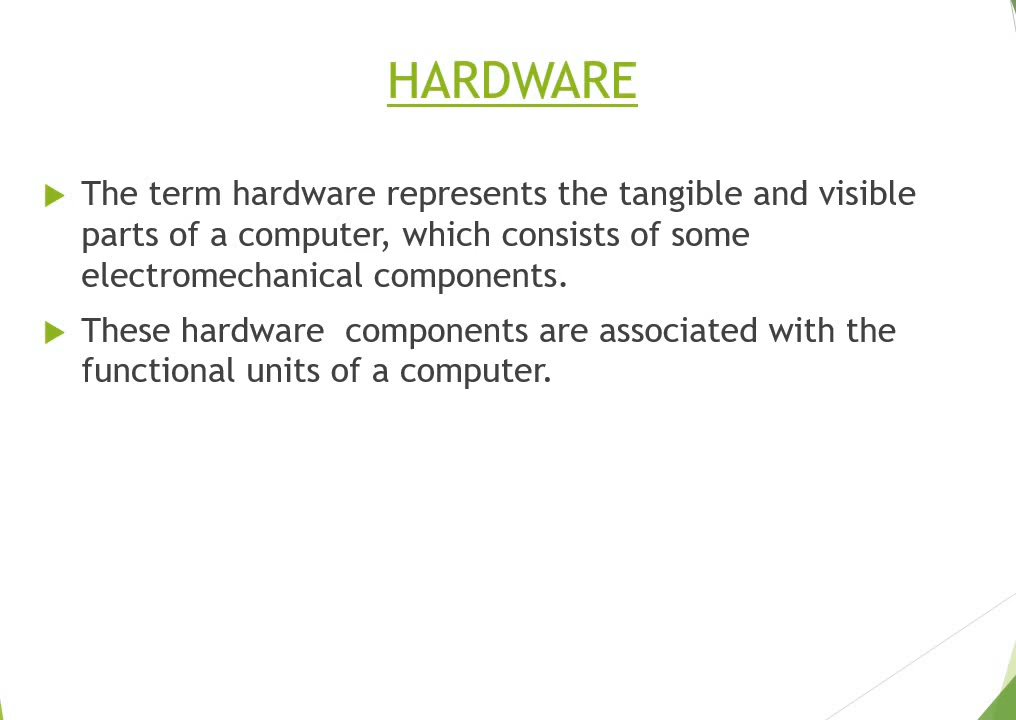 HARDWARE
The term hardware represents the tangible and visible
parts of a computer, which consists of some
electromechanical components.
These hardware  components are associated with the
functional units of a computer.